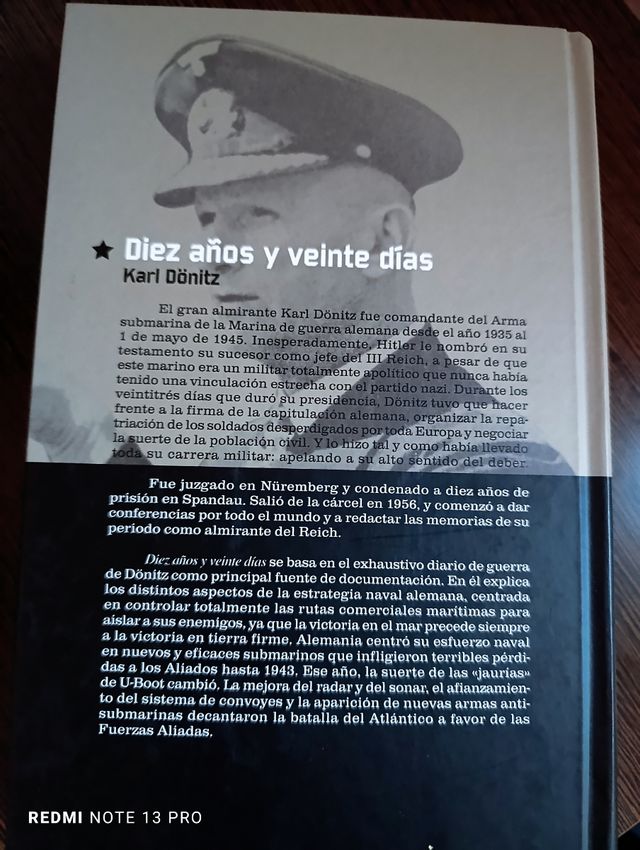 Diez años y veinte días
Karl Dönitz
El gran almirante Karl Dönitz fue comandante del Arma
submarina de la Marina de guerra alemana desde el año 1935 al
1 de mayo de 1945. Inesperadamente, Hitler le nombró en su
testamento su sucesor como jefe del III Reich, a pesar de que
este marino era un militar totalmente apolítico que nunca había
tenido una vinculación estrecha con el partido nazi. Durante los
veintitrés días que duró su presidencia, Dönitz tuvo que hacer
frente a la firma de la capitulación alemana, organizar la repa-
triación de los soldados desperdigados por toda Europa y negociar
la suerte de la población civil. Y lo hizo tal y como había llevado
toda su carrera militar: apelando a su alto sentido del deber.
Fue juzgado en Nüremberg y condenado a diez años de
prisión en Spandau. Salió de la cárcel en 1956, y comenzó a dar
conferencias por todo el mundo y a redactar las memorias de su
periodo como almirante del Reich.
Diez años y veinte días se basa en el exhaustivo diario de guerra
de Dönitz como principal fuente de documentación. En él explica
los distintos aspectos de la estrategia naval alemana, centrada
en controlar totalmente las rutas comerciales marítimas para
aislar a sus enemigos, ya que la victoria en el mar precede siempre
a la victoria en tierra firme. Alemania centró su esfuerzo naval
en nuevos y eficaces submarinos que infligieron terribles pérdi-
das a los Aliados hasta 1943. Ese año, la suerte de las «jaurías»
de U-Boot cambió. La mejora del radar y del sonar, el afianzamien-
to del sistema de convoyes y la aparición de nuevas armas anti-
submarinas decantaron la batalla del Atlántico a favor de las
Fuerzas Aliadas.
REDMI NOTE 13 PRO